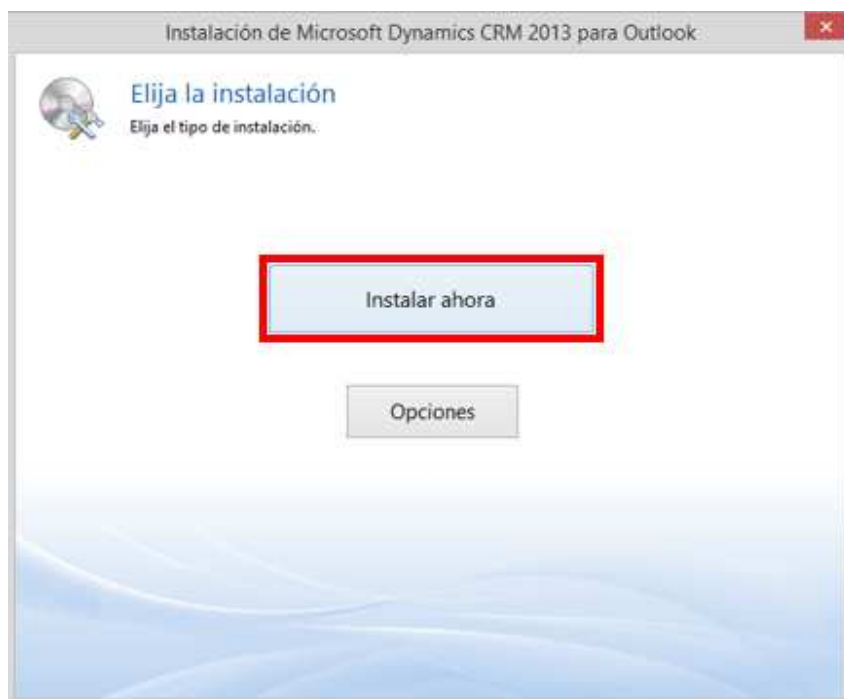 Instalación de Microsoft Dynamics CRM 2013 para Outlook
Elija la instalación
Elija el tipo de instalación.
Instalar ahora
Opciones